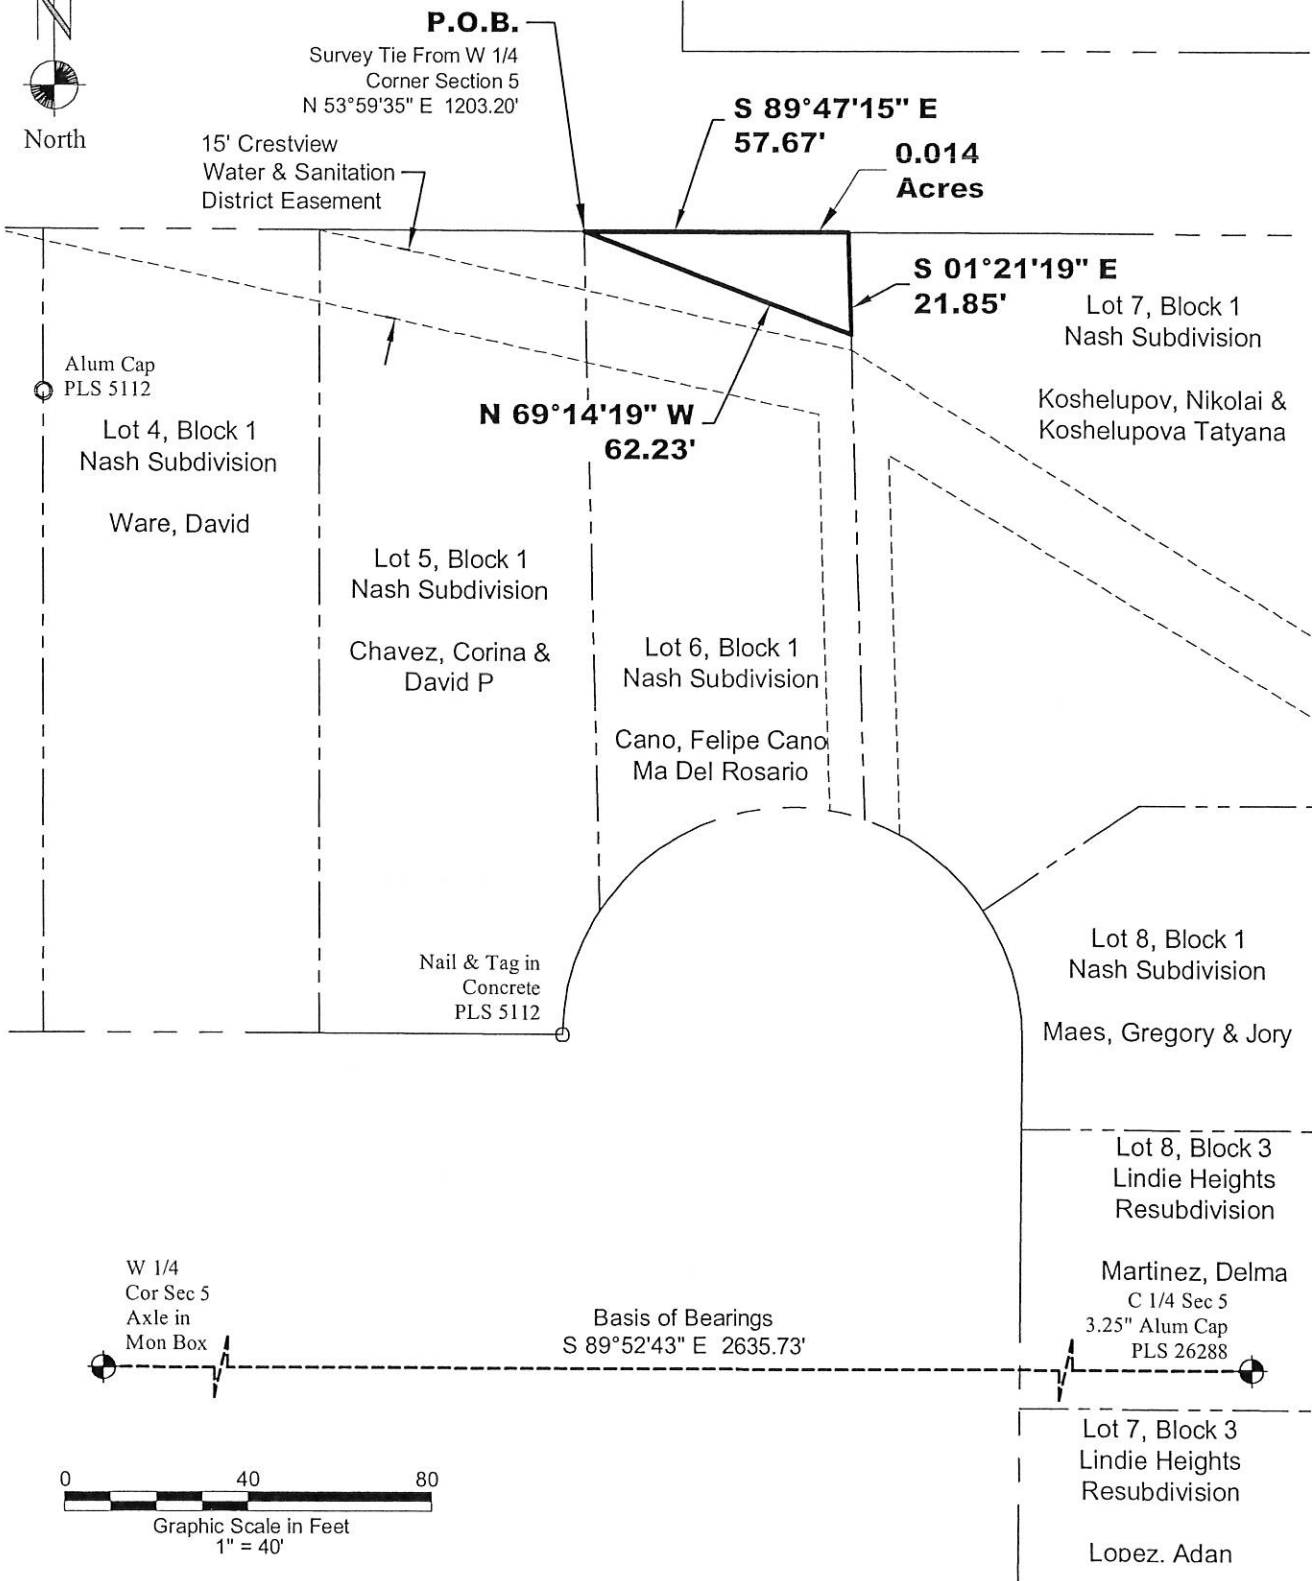 N
North
P.O.B.
Survey Tie From W 1/4
Corner Section 5
N 53°59'35" E 1203.20'
15' Crestview
Water & Sanitation
District Easement
S 89°47'15" E
57.67'
0.014
Acres
S 01°21'19" E
21.85'
Lot 7, Block 1
Nash Subdivision
Koshelupov, Nikolai &
Koshelupova Tatyana
Alum Cap
PLS 5112
N 69°14'19" W
62.23'
Lot 4, Block 1
Nash Subdivision
Ware, David
Lot 5, Block 1
Nash Subdivision
Chavez, Corina &
David P
Lot 6, Block 1
Nash Subdivision
Cano, Felipe Cano
Ma Del Rosario
Nail & Tag in
Concrete
PLS 5112
Lot 8, Block 1
Nash Subdivision
Maes, Gregory & Jory
Lot 8, Block 3
Lindie Heights
Resubdivision
Martinez, Delma
C 1/4 Sec 5
3.25" Alum Cap
PLS 26288
W 1/4
Cor Sec 5
Axle in
Mon Box
Basis of Bearings
S 89°52'43" E 2635.73'
Lot 7, Block 3
Lindie Heights
Resubdivision
Lopez, Adan
0 40 80
Graphic Scale in Feet
1" = 40'